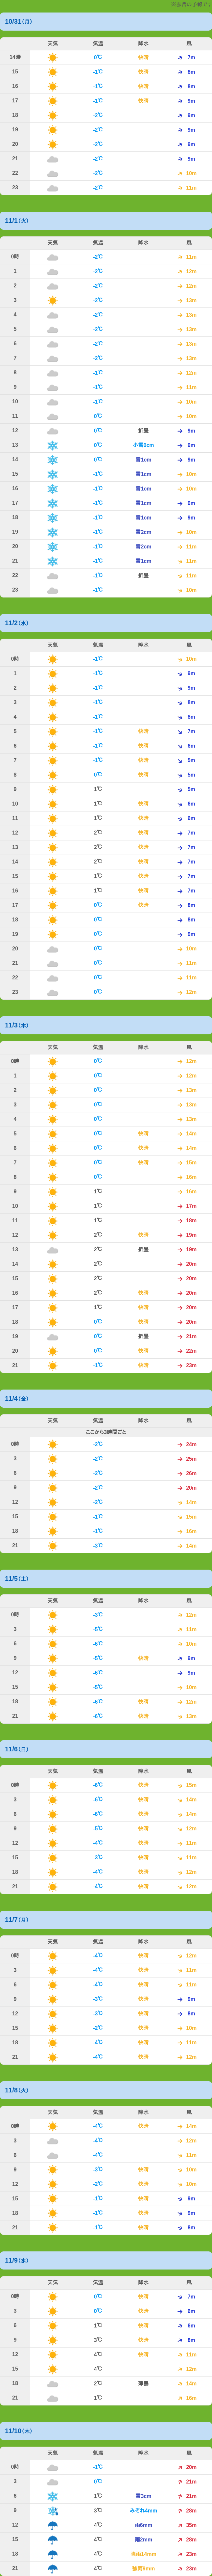 10/31(月)
天気 気温 降水 風
14時 0℃ 快晴 7m
15 -1℃ 快晴 8m
16 -1℃ 快晴 8m
17 -1℃ 快晴 9m
18 -2℃ 9m
19 -2℃ 9m
20 -2℃ 9m
21 -2℃ 9m
22 -2℃ 10m
23 -2℃ 11m
11/1(火)
天気 気温 降水 風
0時 -2℃ 11m
1 -2℃ 12m
2 -2℃ 12m
3 -2℃ 13m
4 -2℃ 13m
5 -2℃ 13m
6 -2℃ 13m
7 -2℃ 13m
8 -1℃ 12m
9 -1℃ 11m
10 -1℃ 10m
11 0℃ 10m
12 0℃ 折曇 9m
13 0℃ 小雪0cm 9m
14 0℃ 雪1cm 9m
15 -1℃ 雪1cm 10m
16 -1℃ 雪1cm 10m
17 -1℃ 雪1cm 9m
18 -1℃ 雪1cm 9m
19 -1℃ 雪2cm 10m
20 -1℃ 雪2cm 11m
21 -1℃ 雪1cm 11m
22 -1℃ 折曇 11m
23 -1℃ 10m
11/2(水)
天気 気温 降水 風
0時 -1℃ 10m
1 -1℃ 9m
2 -1℃ 9m
3 -1℃ 8m
4 -1℃ 8m
5 -1℃ 快晴 7m
6 -1℃ 快晴 6m
7 -1℃ 快晴 5m
8 0℃ 快晴 5m
9 1℃ 5m
10 1℃ 快晴 6m
11 1℃ 快晴 6m
12 2℃ 快晴 7m
13 2℃ 快晴 7m
14 2℃ 快晴 7m
15 1℃ 快晴 7m
16 1℃ 快晴 7m
17 0℃ 快晴 8m
18 0℃ 8m
19 0℃ 9m
20 0℃ 10m
21 0℃ 11m
22 0℃ 11m
23 0℃ 12m
11/3(木)
天気 気温 降水 風
0時 0℃ 12m
1 0℃ 12m
2 0℃ 13m
3 0℃ 13m
4 0℃ 13m
5 0℃ 快晴 14m
6 0℃ 快晴 14m
7 0℃ 快晴 15m
8 0℃ 16m
9 1℃ 16m
10 1℃ 17m
11 1℃ 18m
12 2℃ 快晴 19m
13 2℃ 折曇 19m
14 2℃ 20m
15 2℃ 20m
16 2℃ 快晴 20m
17 1℃ 快晴 20m
18 0℃ 快晴 20m
19 0℃ 折曇 21m
20 0℃ 快晴 22m
21 -1℃ 快晴 23m
11/4(金)
天気 気温 降水 風
ここから3時間ごと
0時 -2℃ 24m
3 -2℃ 25m
6 -2℃ 26m
9 -2℃ 20m
12 -2℃ 14m
15 -1℃ 15m
18 -1℃ 16m
21 -3℃ 14m
11/5(土)
天気 気温 降水 風
0時 -3℃ 12m
3 -5℃ 11m
6 -6℃ 10m
9 -5℃ 快晴 9m
12 -6℃ 9m
15 -5℃ 10m
18 -6℃ 快晴 12m
21 -6℃ 快晴 13m
11/6(日)
天気 気温 降水 風
0時 -6℃ 快晴 15m
3 -6℃ 快晴 14m
6 -6℃ 快晴 14m
9 -5℃ 快晴 12m
12 -4℃ 快晴 11m
15 -3℃ 快晴 11m
18 -4℃ 快晴 12m
21 -4℃ 快晴 12m
11/7(月)
天気 気温 降水 風
0時 -4℃ 快晴 12m
3 -4℃ 快晴 11m
6 -4℃ 快晴 11m
9 -3℃ 快晴 9m
12 -3℃ 快晴 8m
15 -2℃ 快晴 10m
18 -4℃ 快晴 11m
21 -4℃ 快晴 12m
11/8(火)
天気 気温 降水 風
0時 -4℃ 快晴 14m
3 -4℃ 12m
6 -4℃ 11m
9 -3℃ 快晴 10m
12 -2℃ 快晴 10m
15 -1℃ 快晴 9m
18 -1℃ 快晴 9m
21 -1℃ 快晴 8m
11/9(水)
天気 気温 降水 風
0時 0℃ 快晴 7m
3 0℃ 快晴 6m
6 1℃ 快晴 6m
9 3℃ 快晴 8m
12 4℃ 快晴 11m
15 4℃ 12m
18 2℃ 薄曇 14m
21 1℃ 16m
11/10(木)
天気 気温 降水 風
0時 -1℃ 20m
3 0℃ 21m
6 1℃ 雪3cm 21m
9 3℃ みぞれ4mm 28m
12 4℃ 雨6mm 35m
15 4℃ 雨2mm 28m
18 4℃ 強雨14mm 22m
21 4℃ 強雨9mm 23m